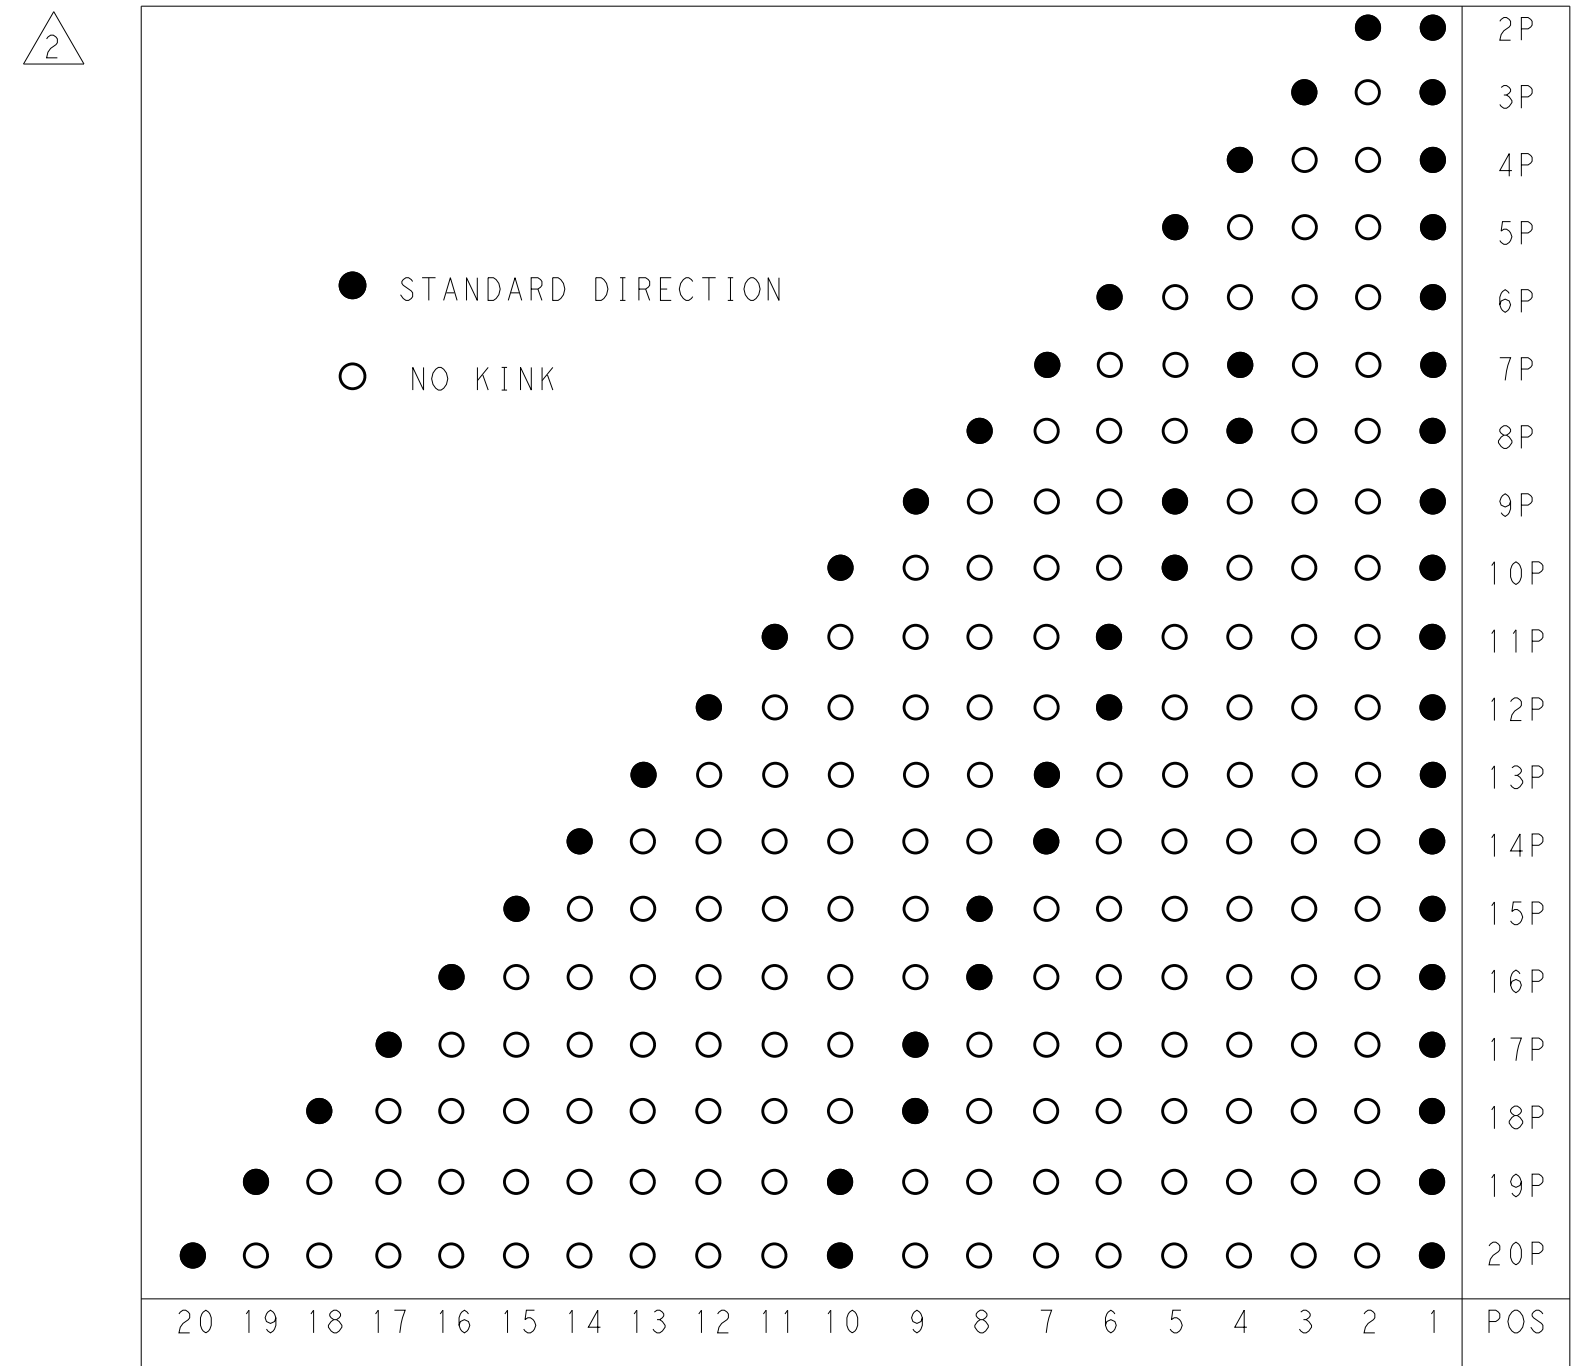 2
2P
3P
4P
5P
STANDARD DIRECTION
6P
7P
NO KINK
8P
9P
10P
11P
12P
13P
14P
15P
16P
17P
18P
19P
20P
20 19 18 17 16 15 14 13 12 11 10 9 8 7 6 5 4 3 2 1 POS